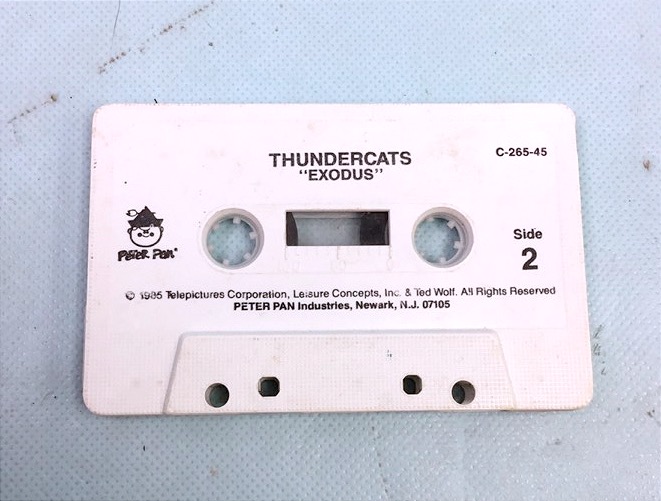 THUNDERCATS
"EXODUS"
C-265-45
PETER PAN®
Side
2
© 1985 Telepictures Corporation, Leisure Concepts, Inc. & Ted Wolf. All Rights Reserved
PETER PAN Industries, Newark, N.J. 07105